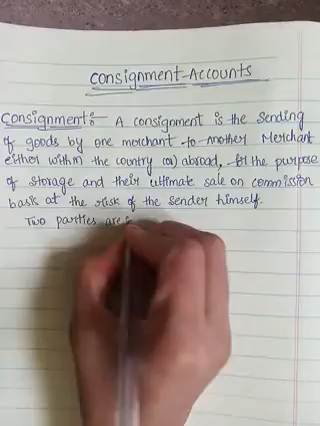 Consignment Accounts
Consignment:- A consignment is the sending
of goods by one merchant to another Merchant
either within the country (or) abroad, for the purpose
of storage and their ultimate sale on commission
basis at the risk of the sender himself.
Two parties are